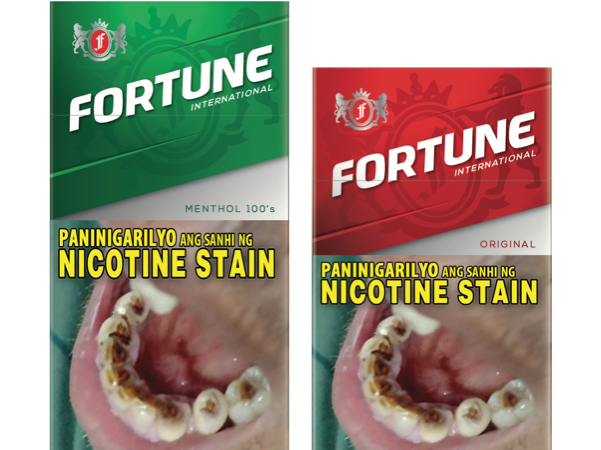 FORTUNE
INTERNATIONAL
MENTHOL 100's
PANINIGARILYO ANG SANHI NG
NICOTINE STAIN
FORTUNE
INTERNATIONAL
ORIGINAL
PANINIGARILYO ANG SANHI NG
NICOTINE STAIN